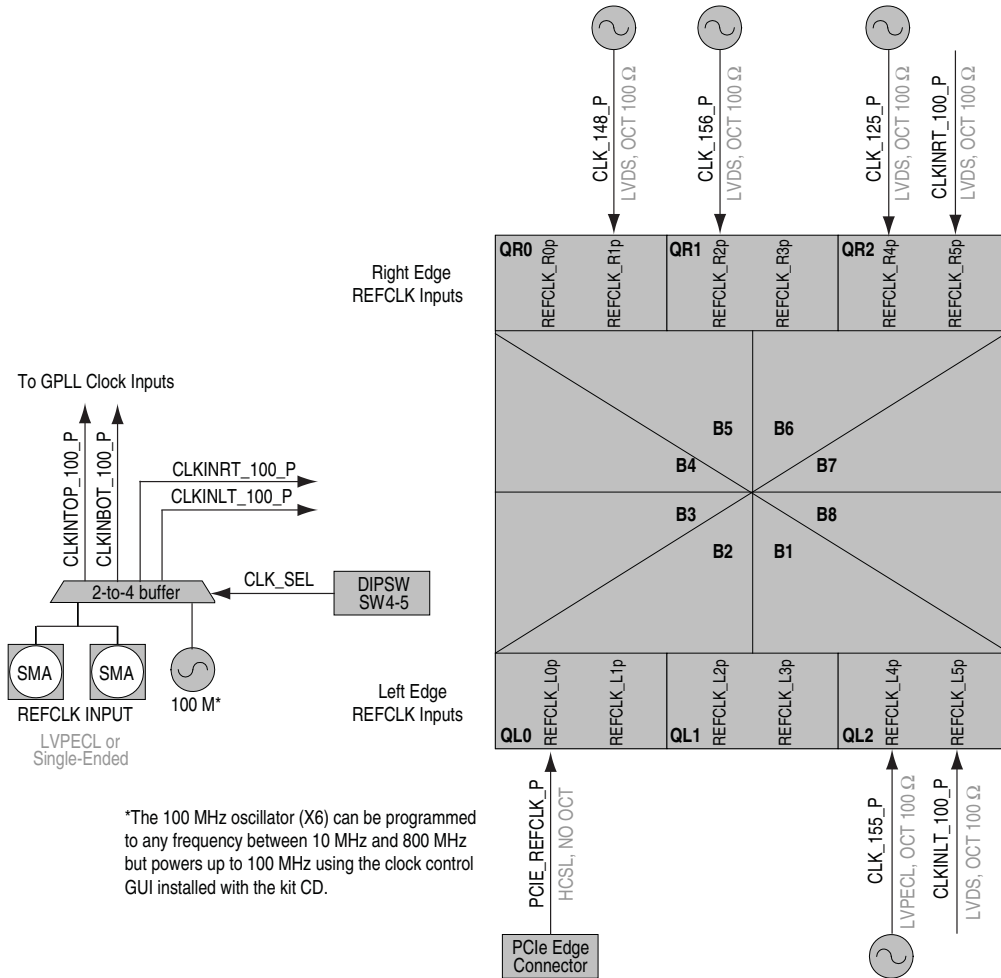 CLK_148_P
LVDS, OCT 100 Ω
CLK_156_P
LVDS, OCT 100 Ω
CLK_125_P
LVDS, OCT 100 Ω
CLKINRT_100_P
LVDS, OCT 100 Ω
Right Edge
REFCLK Inputs
QR0
REFCLK_R0p
REFCLK_R1p
QR1
REFCLK_R2p
REFCLK_R3p
QR2
REFCLK_R4p
REFCLK_R5p
To GPLL Clock Inputs
CLKINTOP_100_P
CLKINBOT_100_P
CLKINRT_100_P
CLKINLT_100_P
2-to-4 buffer
CLK_SEL
DIPSW
SW4-5
SMA
SMA
100 M*
REFCLK INPUT
LVPECL or
Single-Ended
B5
B6
B4
B7
B3
B8
B2
B1
Left Edge
REFCLK Inputs
QL0
REFCLK_L0p
REFCLK_L1p
QL1
REFCLK_L2p
REFCLK_L3p
QL2
REFCLK_L4p
REFCLK_L5p
*The 100 MHz oscillator (X6) can be programmed
to any frequency between 10 MHz and 800 MHz
but powers up to 100 MHz using the clock control
GUI installed with the kit CD.
PCIE_REFCLK_P
HCSL, NO OCT
PCIe Edge
Connector
CLK_155_P
LVPECL, OCT 100 Ω
CLKINLT_100_P
LVDS, OCT 100 Ω